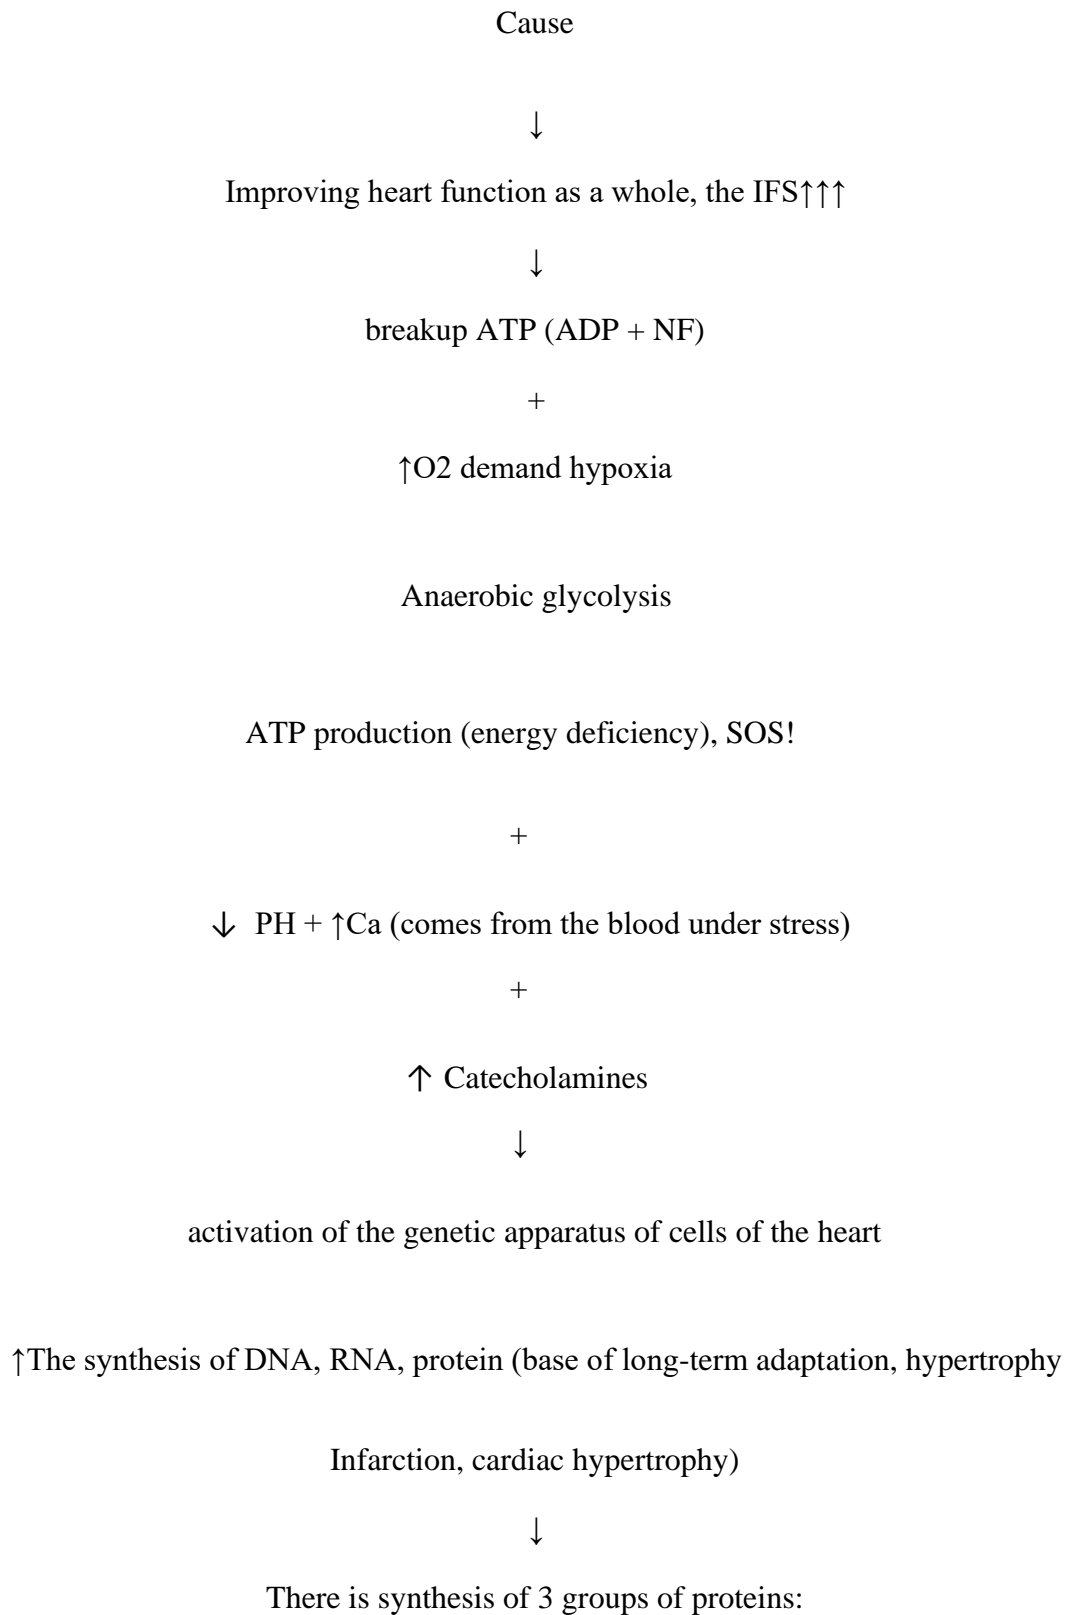 Cause
↓
Improving heart function as a whole, the IFS↑↑↑
↓
breakup ATP (ADP + NF)
+
↑O2 demand hypoxia
Anaerobic glycolysis
ATP production (energy deficiency), SOS!
+
↓ PH + ↑Ca (comes from the blood under stress)
+
↑ Catecholamines
↓
activation of the genetic apparatus of cells of the heart
↑The synthesis of DNA, RNA, protein (base of long-term adaptation, hypertrophy
Infarction, cardiac hypertrophy)
↓
There is synthesis of 3 groups of proteins: